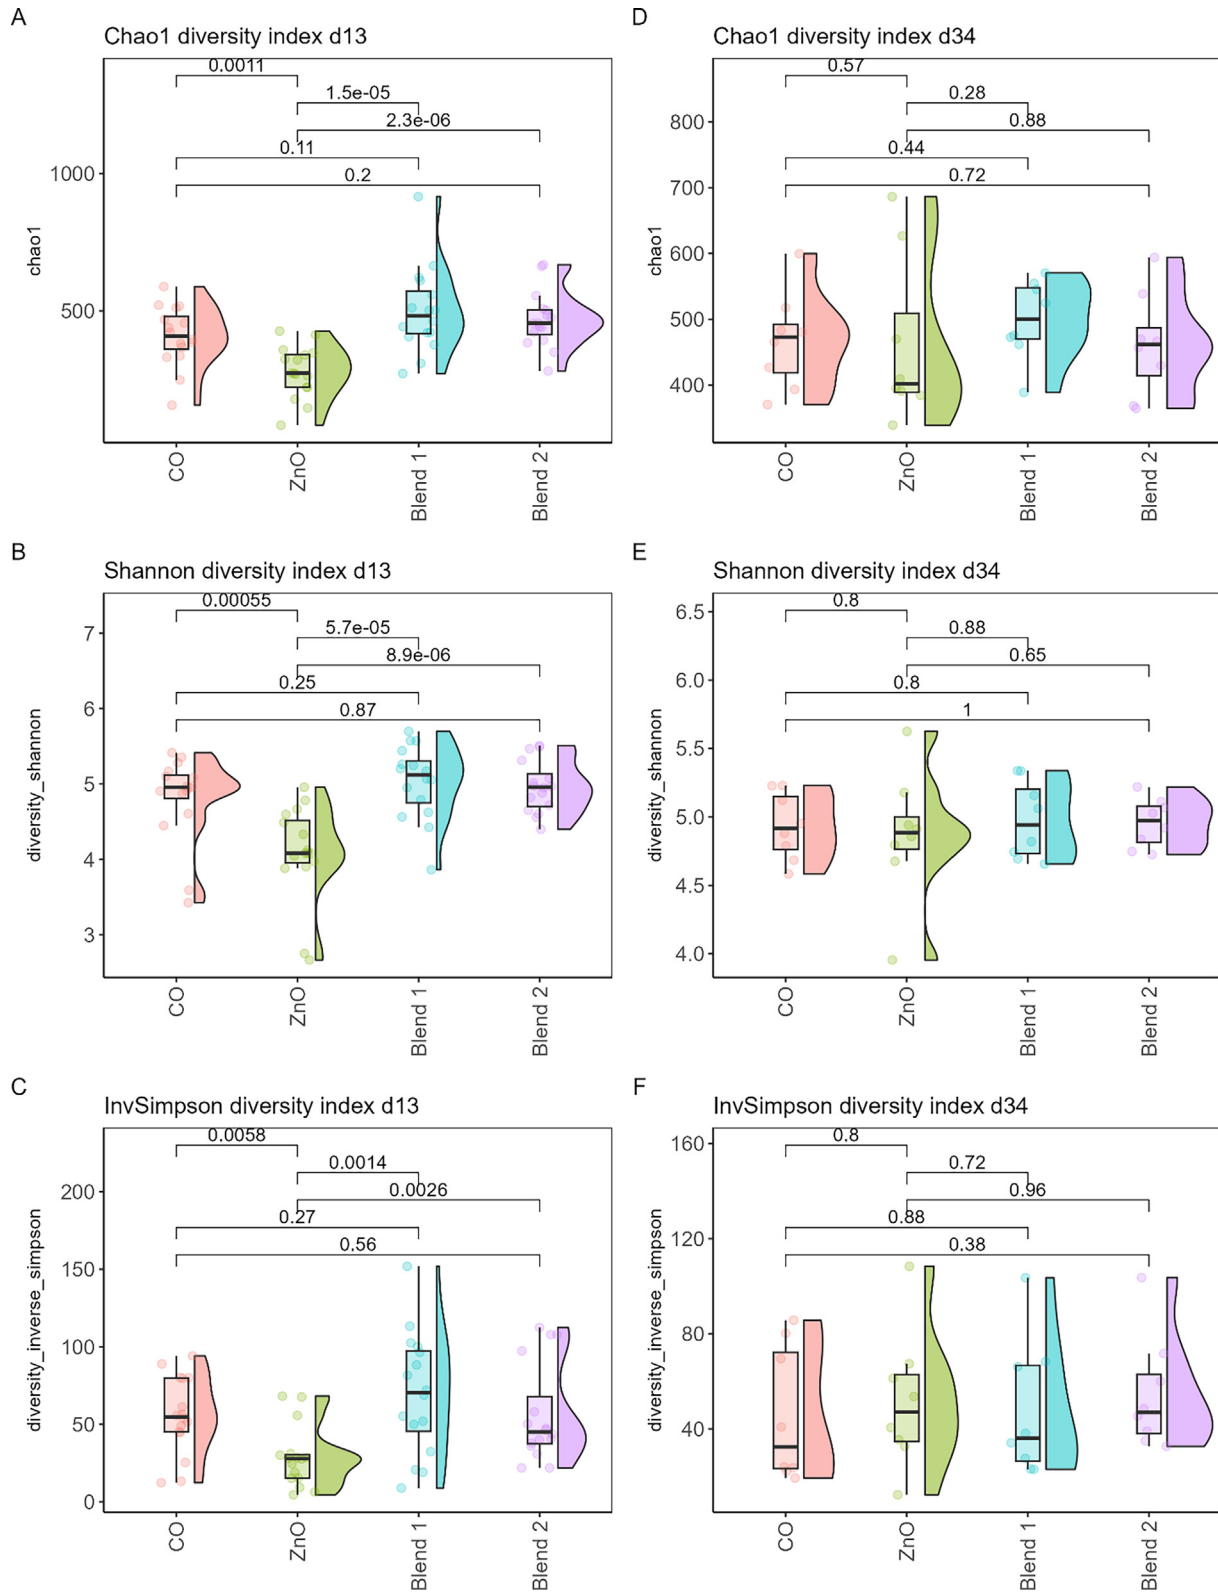 A
Chao1 diversity index d13
0.0011
1.5e-05
2.3e-06
0.11
0.2
1000
500
chao1
CO
ZnO
Blend 1
Blend 2
D
Chao1 diversity index d34
0.57
0.28
0.88
0.44
0.72
800
700
600
500
400
chao1
CO
ZnO
Blend 1
Blend 2
B
Shannon diversity index d13
0.00055
5.7e-05
8.9e-06
0.25
0.87
7
6
5
4
3
diversity_shannon
CO
ZnO
Blend 1
Blend 2
E
Shannon diversity index d34
0.8
0.88
0.65
0.8
1
6.5
6.0
5.5
5.0
4.5
4.0
diversity_shannon
CO
ZnO
Blend 1
Blend 2
C
InvSimpson diversity index d13
0.0058
0.0014
0.0026
0.27
0.56
200
150
100
50
0
diversity_inverse_simpson
CO
ZnO
Blend 1
Blend 2
F
InvSimpson diversity index d34
0.8
0.72
0.96
0.88
0.38
160
120
80
40
diversity_inverse_simpson
CO
ZnO
Blend 1
Blend 2